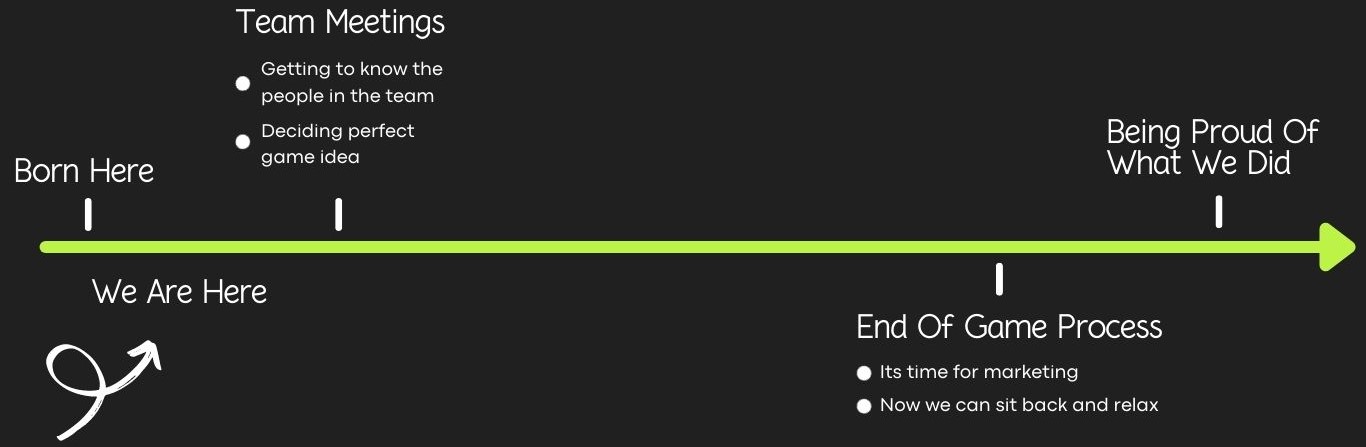 Team Meetings
Getting to know the
people in the team
Deciding perfect
game idea
Born Here
We Are Here
Being Proud Of
What We Did
End Of Game Process
Its time for marketing
Now we can sit back and relax